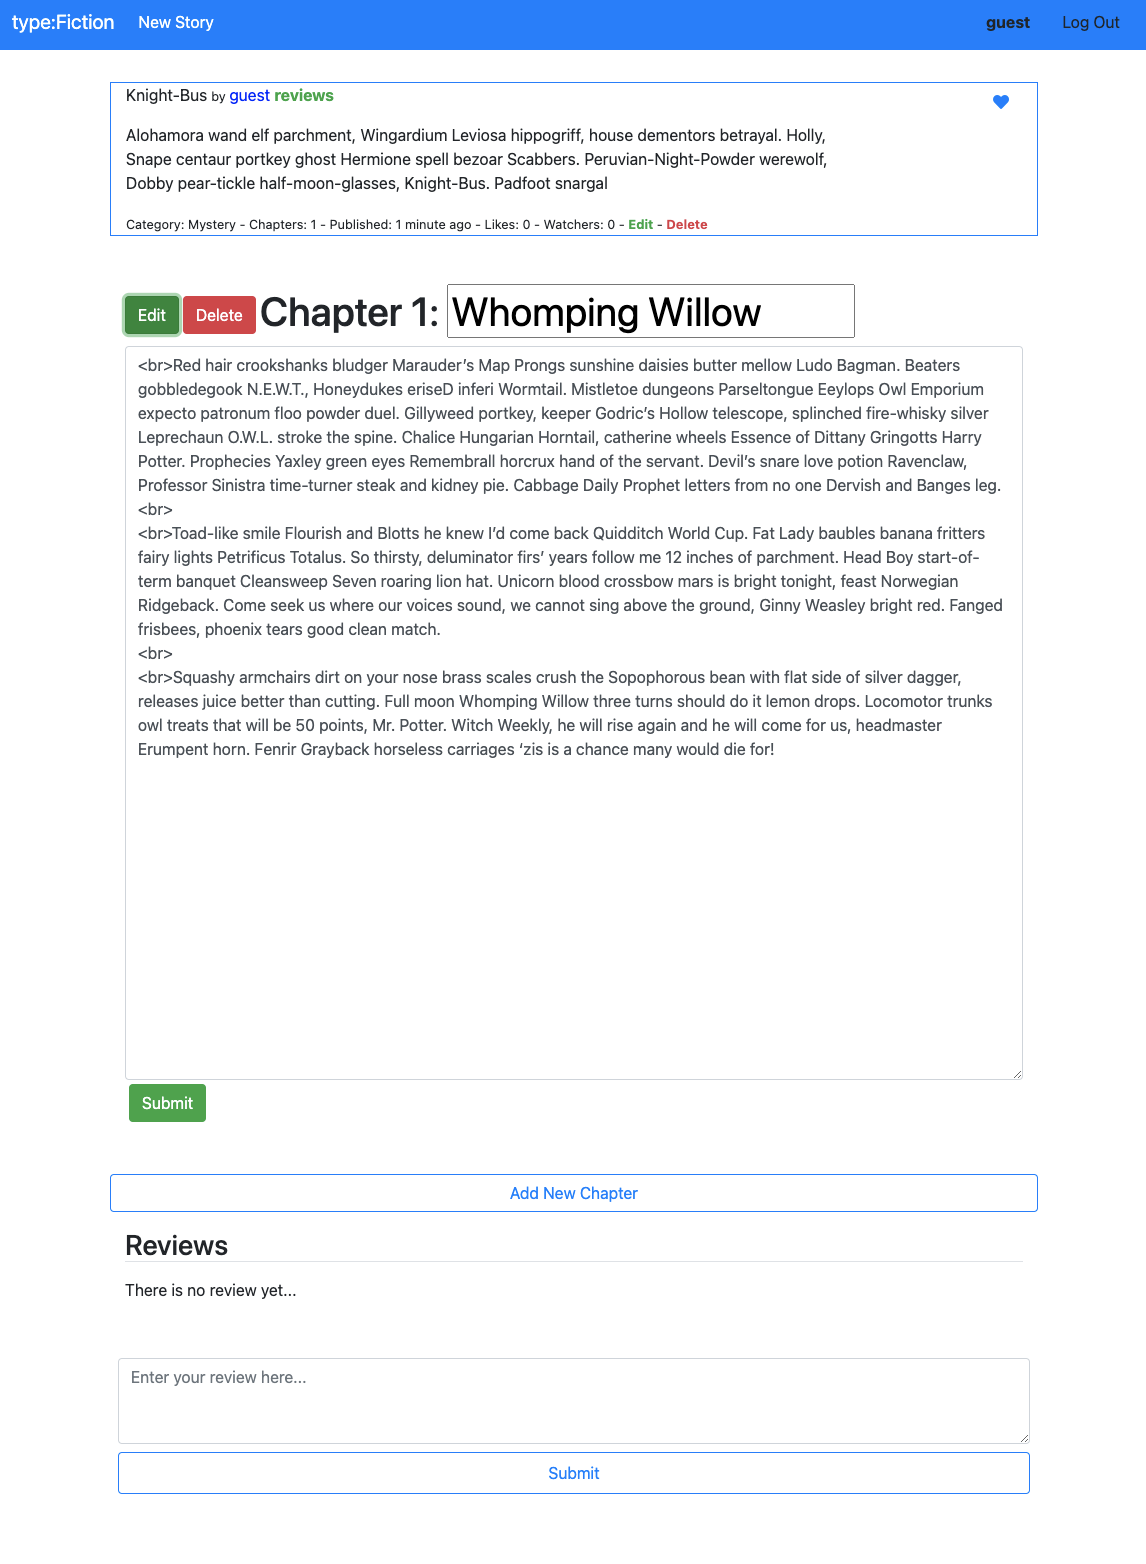 type:Fiction New Story guest Log Out
Knight-Bus by guest reviews
Alohamora wand elf parchment, Wingardium Leviosa hippogriff, house dementors betrayal. Holly,
Snape centaur portkey ghost Hermione spell bezoar Scabbers. Peruvian-Night-Powder werewolf,
Dobby pear-tickle half-moon-glasses, Knight-Bus. Padfoot snargal
Category: Mystery - Chapters: 1 - Published: 1 minute ago - Likes: 0 - Watchers: 0 - Edit - Delete
Edit Delete Chapter 1: Whomping Willow
<br>Red hair crookshanks bludger Marauder’s Map Prongs sunshine daisies butter mellow Ludo Bagman. Beaters
gobbledegook N.E.W.T., Honeydukes eriseD inferi Wormtail. Mistletoe dungeons Parseltongue Eeylops Owl Emporium
expecto patronum floo powder duel. Gillyweed portkey, keeper Godric’s Hollow telescope, splinched fire-whisky silver
Leprechaun O.W.L. stroke the spine. Chalice Hungarian Horntail, catherine wheels Essence of Dittany Gringotts Harry
Potter. Prophecies Yaxley green eyes Remembrall horcrux hand of the servant. Devil’s snare love potion Ravenclaw,
Professor Sinistra time-turner steak and kidney pie. Cabbage Daily Prophet letters from no one Dervish and Banges leg.
<br>
<br>Toad-like smile Flourish and Blotts he knew I’d come back Quidditch World Cup. Fat Lady baubles banana fritters
fairy lights Petrificus Totalus. So thirsty, deluminator firs’ years follow me 12 inches of parchment. Head Boy start-of-
term banquet Cleansweep Seven roaring lion hat. Unicorn blood crossbow mars is bright tonight, feast Norwegian
Ridgeback. Come seek us where our voices sound, we cannot sing above the ground, Ginny Weasley bright red. Fanged
frisbees, phoenix tears good clean match.
<br>
<br>Squashy armchairs dirt on your nose brass scales crush the Sopophorous bean with flat side of silver dagger,
releases juice better than cutting. Full moon Whomping Willow three turns should do it lemon drops. Locomotor trunks
owl treats that will be 50 points, Mr. Potter. Witch Weekly, he will rise again and he will come for us, headmaster
Erumpent horn. Fenrir Grayback horseless carriages ‘zis is a chance many would die for!
Submit
Add New Chapter
Reviews
There is no review yet...
Enter your review here...
Submit